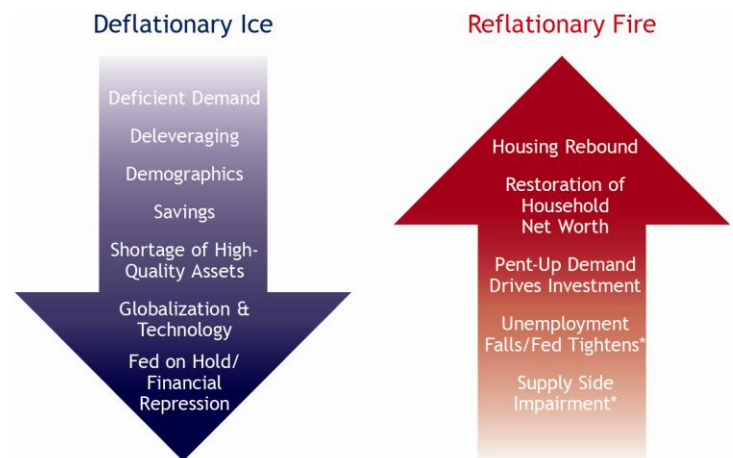 Deflationary Ice
Deficient Demand
Deleveraging
Demographics
Savings
Shortage of High-
Quality Assets
Globalization &
Technology
Fed on Hold/
Financial
Repression
Reflationary Fire
Housing Rebound
Restoration of
Household
Net Worth
Pent-Up Demand
Drives Investment
Unemployment
Falls/Fed Tightens*
Supply Side
Impairment*